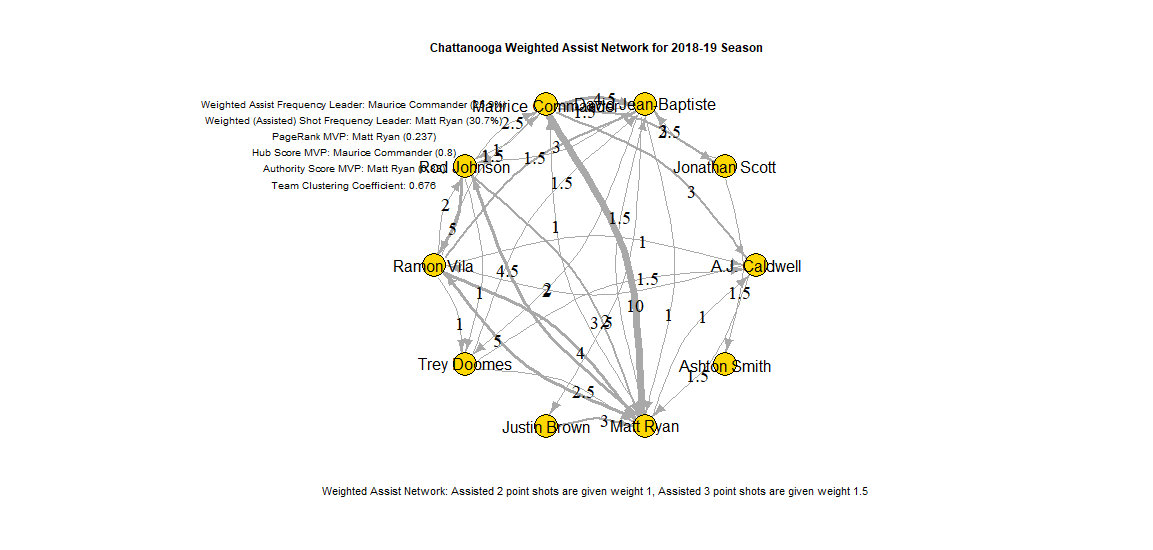 Chattanooga Weighted Assist Network for 2018-19 Season
Weighted Assist Frequency Leader: Maurice Commander
Weighted (Assisted) Shot Frequency Leader: Matt Ryan (30.7%)
PageRank MVP: Matt Ryan (0.237)
Hub Score MVP: Maurice Commander (0.8)
Authority Score MVP: Matt Ryan
Team Clustering Coefficient: 0.676
Maurice Commander
David Jean Baptiste
4.5
1.5
2.5
2.5
3
1
1.5
1.5
Rod Johnson
Jonathan Scott
1.5
3
2
1.5
5
1
1
Ramon Vila
A.J. Caldwell
4.5
1.5
1
2
1.5
10
1
3.5
1
1
5
4
Trey Doomes
Ashton Smith
1.5
2.5
3
Justin Brown
Matt Ryan
Weighted Assist Network: Assisted 2 point shots are given weight 1, Assisted 3 point shots are given weight 1.5